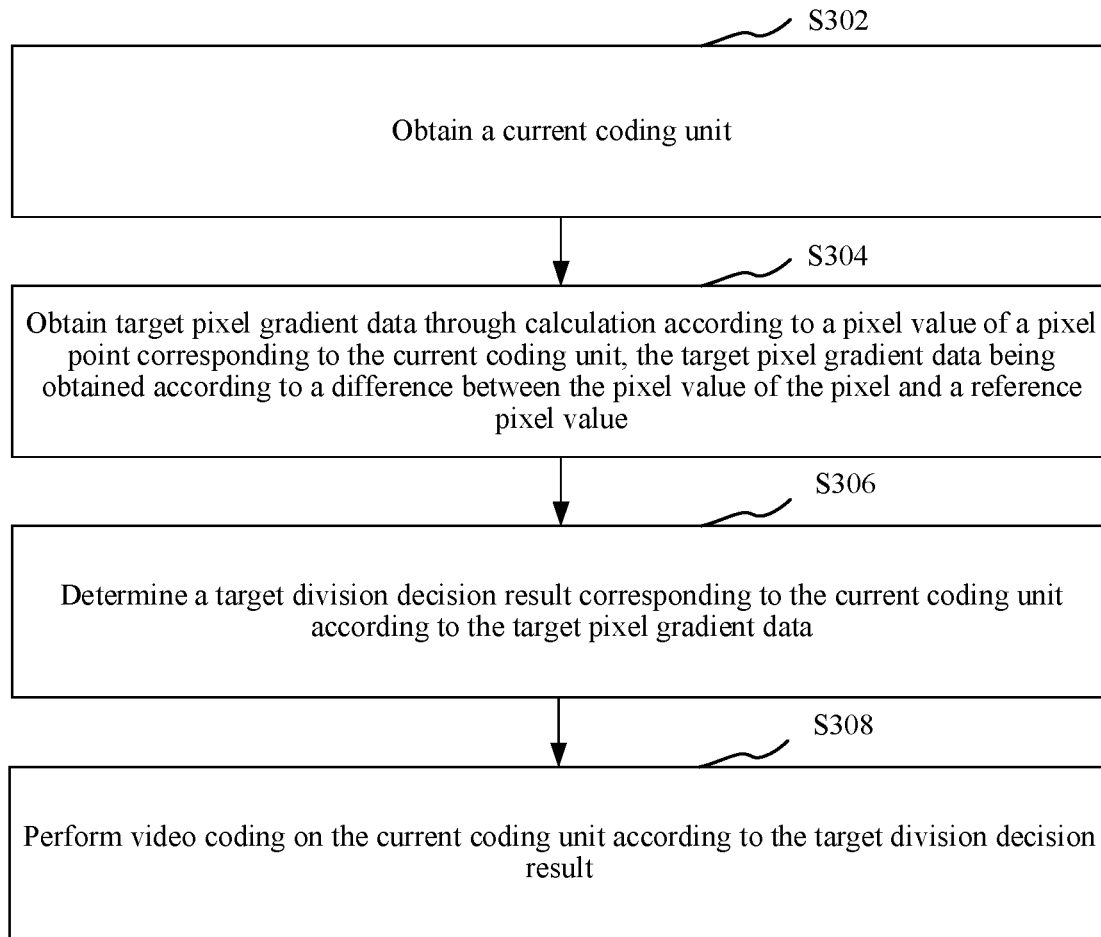 S302
Obtain a current coding unit
S304
Obtain target pixel gradient data through calculation according to a pixel value of a pixel
point corresponding to the current coding unit, the target pixel gradient data being
obtained according to a difference between the pixel value of the pixel and a reference
pixel value
S306
Determine a target division decision result corresponding to the current coding unit
according to the target pixel gradient data
S308
Perform video coding on the current coding unit according to the target division decision
result